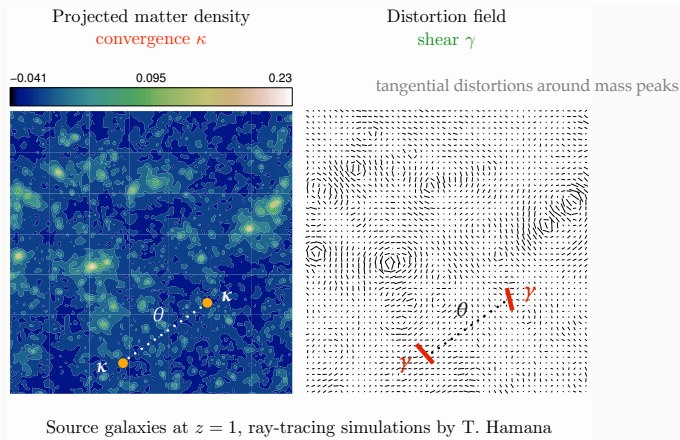 Projected matter density
convergence κ
Distortion field
shear γ
tangential distortions around mass peaks
−0.041 0.095 0.23
κ
θ
κ
γ
θ
γ
Source galaxies at z = 1, ray-tracing simulations by T. Hamana